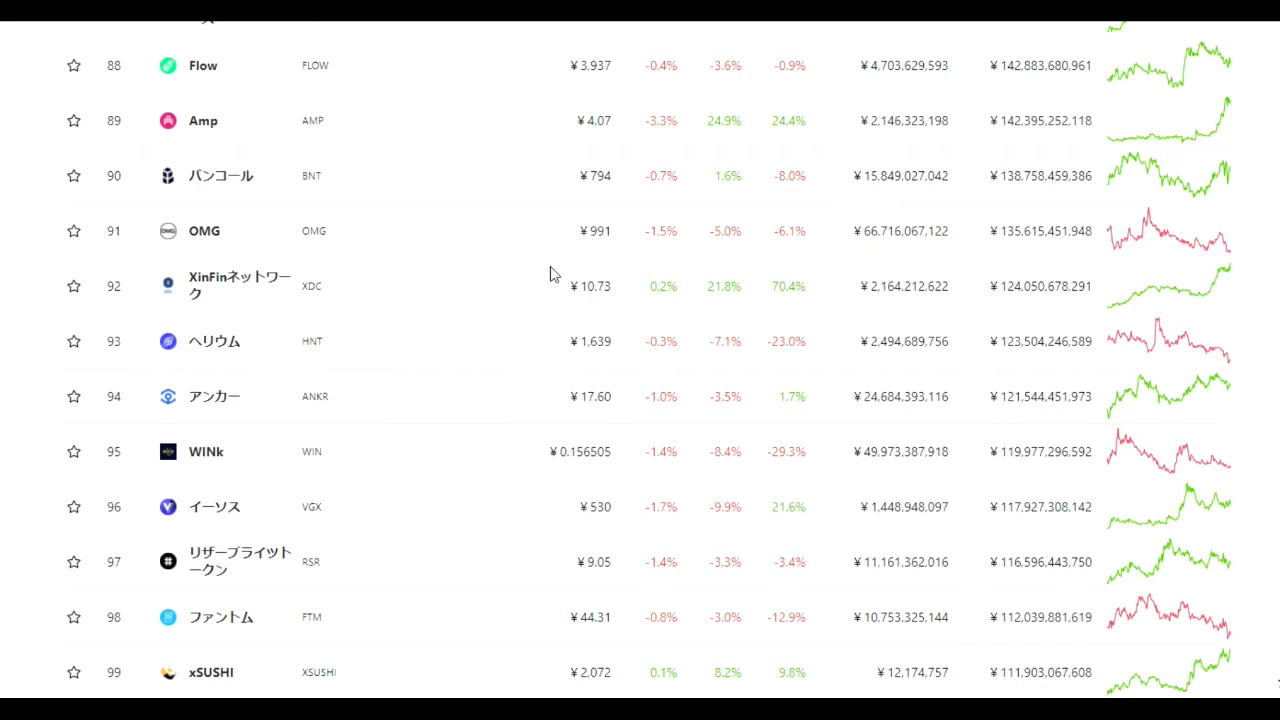 88 Flow FLOW ¥ 3,937 -0.4% -3.6% -0.9% ¥ 4,703,629,593 ¥ 142,883,680,961
89 Amp AMP ¥ 4.07 -3.3% 24.9% 24.4% ¥ 2,146,323,198 ¥ 142,395,252,118
90 バンコール BNT ¥ 794 -0.7% 1.6% -8.0% ¥ 15,849,027,042 ¥ 138,758,459,386
91 OMG OMG ¥ 991 -1.5% -5.0% -6.1% ¥ 66,716,067,122 ¥ 135,615,451,948
XinFinネットワー
ク
92 XDC ¥ 10.73 0.2% 21.8% 70.4% ¥ 2,164,212,622 ¥ 124,050,678,291
93 ヘリウム HNT ¥ 1,639 -0.3% -7.1% -23.0% ¥ 2,494,689,756 ¥ 123,504,246,589
94 アンカー ANKR ¥ 17.60 -1.0% -3.5% 1.7% ¥ 24,684,393,116 ¥ 121,544,451,973
95 WINk WIN ¥ 0.156505 -1.4% -8.4% -29.3% ¥ 49,973,387,918 ¥ 119,977,296,592
96 イーソス VGX ¥ 530 -1.7% -9.9% 21.6% ¥ 1,448,948,097 ¥ 117,927,308,142
リザーブライツト
ークン
97 RSR ¥ 9.05 -1.4% -3.3% -3.4% ¥ 11,161,362,016 ¥ 116,596,443,750
98 ファントム FTM ¥ 44.31 -0.8% -3.0% -12.9% ¥ 10,753,325,144 ¥ 112,039,881,619
99 xSUSHI XSUSHI ¥ 2,072 0.1% 8.2% 9.8% ¥ 12,174,757 ¥ 111,903,067,608